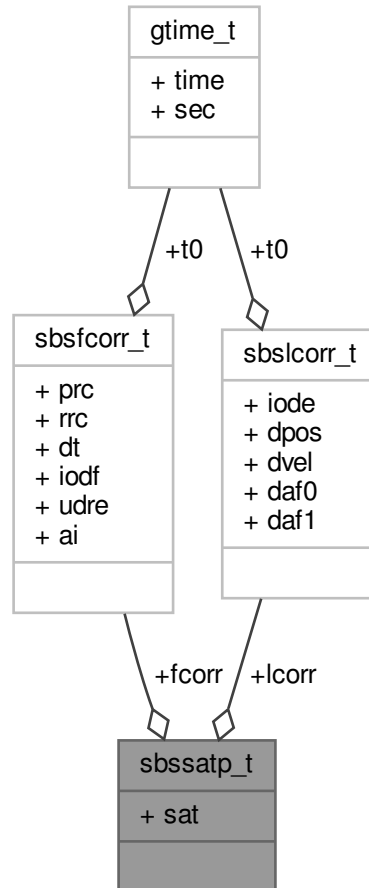 gtime_t
+ time
+ sec
+t0
+t0
sbsfcorr_t
+ prc
+ rrc
+ dt
+ iodf
+ udre
+ ai
sbslcorr_t
+ iode
+ dpos
+ dvel
+ daf0
+ daf1
+fcorr
+lcorr
sbssatp_t
+ sat